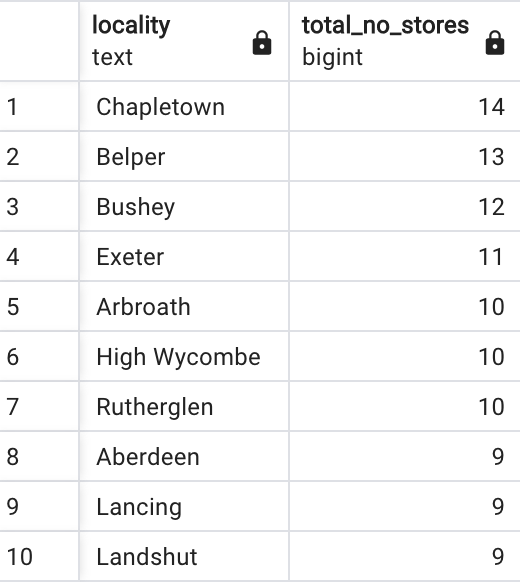 locality total_no_stores
text bigint
1 Chapletown 14
2 Belper 13
3 Bushey 12
4 Exeter 11
5 Arbroath 10
6 High Wycombe 10
7 Rutherglen 10
8 Aberdeen 9
9 Lancing 9
10 Landshut 9